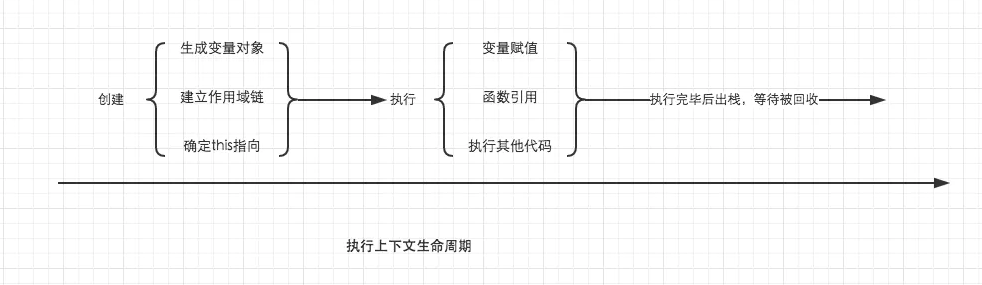 创建
生成变量对象
建立作用域链
确定this指向
执行
变量赋值
函数引用
执行其他代码
执行完毕后出栈，等待被回收
执行上下文生命周期